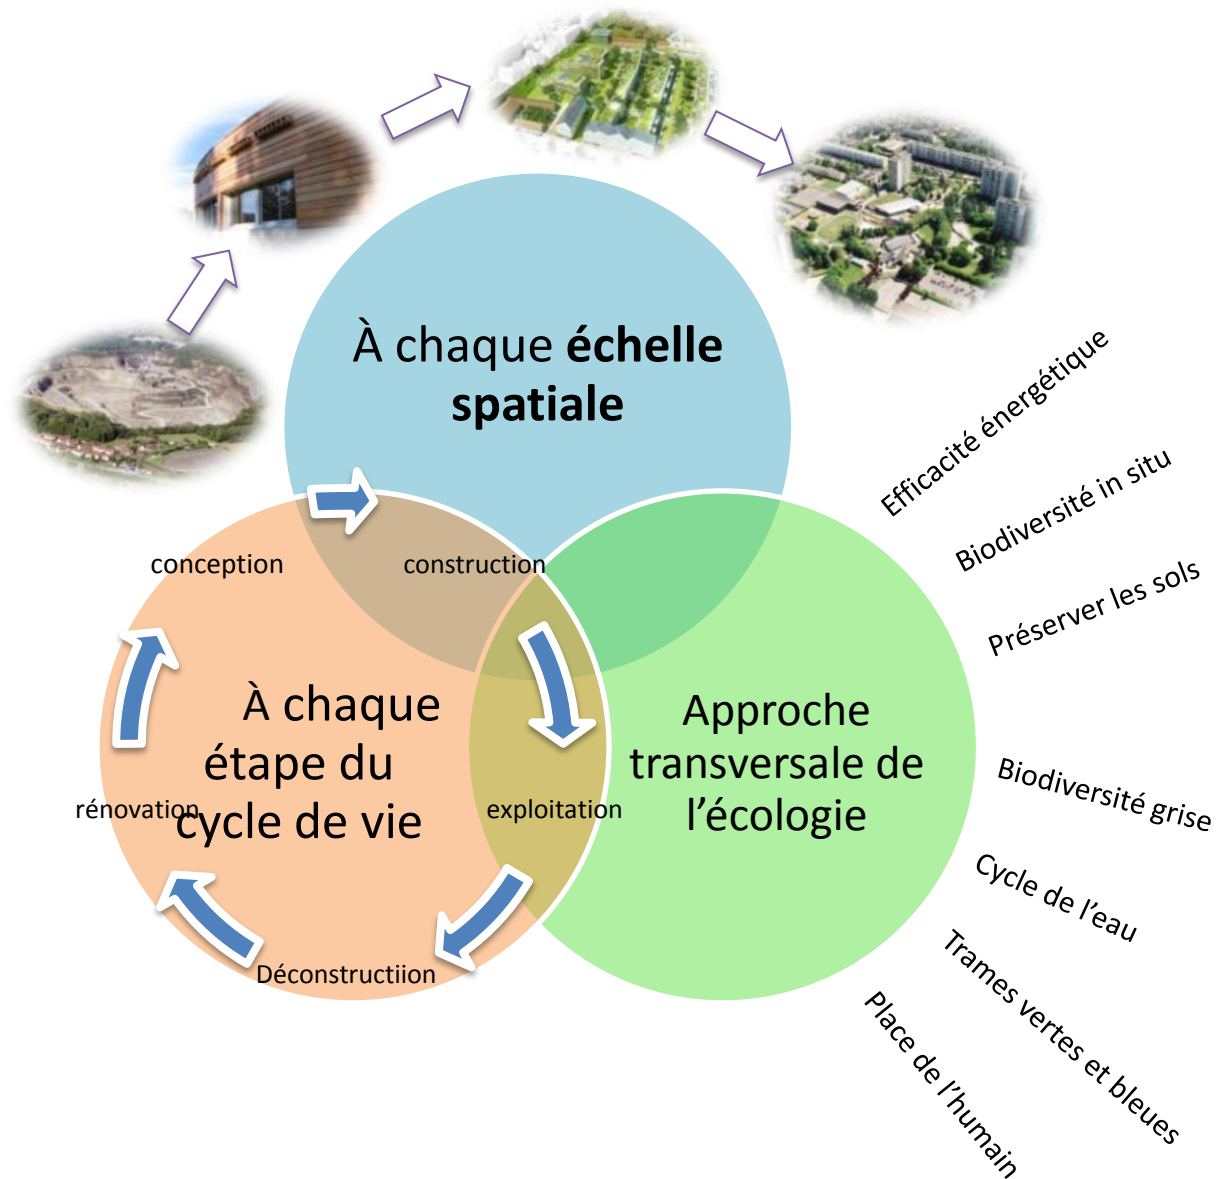 À chaque échelle
spatiale
Efficacité énergétique
Biodiversité in situ
Préserver les sols
conception
construction
À chaque
étape du
cycle de vie
rénovation
exploitation
Déconstructiion
Approche
transversale de
l’écologie
Biodiversité grise
Cycle de l’eau
Trames vertes et bleues
Place de l’humain